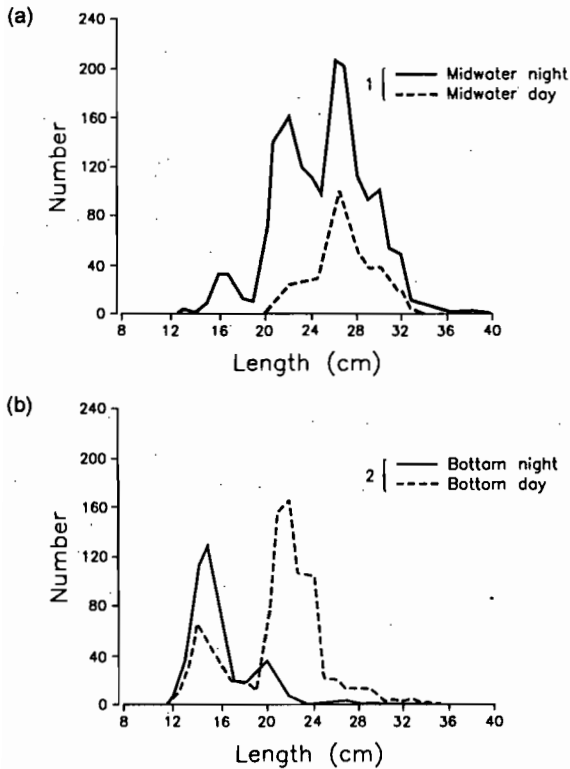 (a)
240
200
160
120
80
40
0
Number
8 12 16 20 24 28 32 36 40
Length (cm)
1
Midwater night
Midwater day
(b)
240
200
160
120
80
40
0
Number
8 12 16 20 24 28 32 36 40
Length (cm)
2
Bottom night
Bottom day